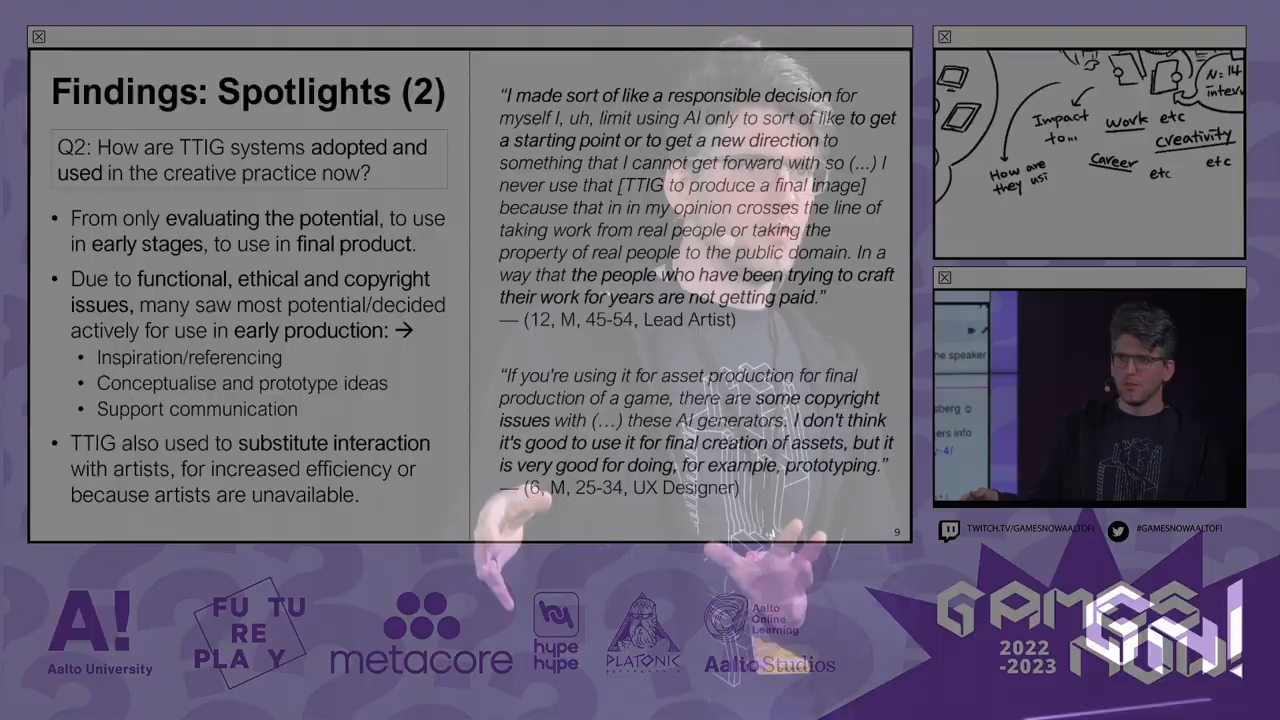 Findings: Spotlights (2)
Q2: How are TTIG systems adopted and
used in the creative practice now?
• From only evaluating the potential, to use
in early stages, to use in final product.
• Due to functional, ethical and copyright
issues, many saw most potential/decided
actively for use in early production: →
• Inspiration/referencing
• Conceptualise and prototype ideas
• Support communication
• TTIG also used to substitute interaction
with artists, for increased efficiency or
because artists are unavailable.
“I made sort of like a responsible decision for
myself I, uh, limit using AI only to sort of like to get
a starting point or to get a new direction to
something that I cannot get forward with so (...) I
never use that [TTIG to produce a final image]
because that in in my opinion crosses the line of
taking work from real people or taking the
property of real people to the public domain. In a
way that the people who have been trying to craft
their work for years are not getting paid.”
— (12, M, 45-54, Lead Artist)
“If you're using it for asset production for final
production of a game, there are some copyright
issues with (...) these AI generators. I don't think
it's good to use it for final creation of assets, but it
is very good for doing, for example, prototyping.”
— (6, M, 25-34, UX Designer)
9
N=14
interv
Impact
to...
work etc
creativity
etc
Career
etc
How are
they usi
he speaker
sberg
ers info
-4/
TWITCH.TV/GAMESNOWAALTOFI
#GAMESNOWAALTOFI
A!
Aalto University
FU TU
RE
PLA Y
metacore
hype
hype
PLATONIC
Aalto
Online
Learning
Aalto Studios
GAMES
NOW!
2022
-2023